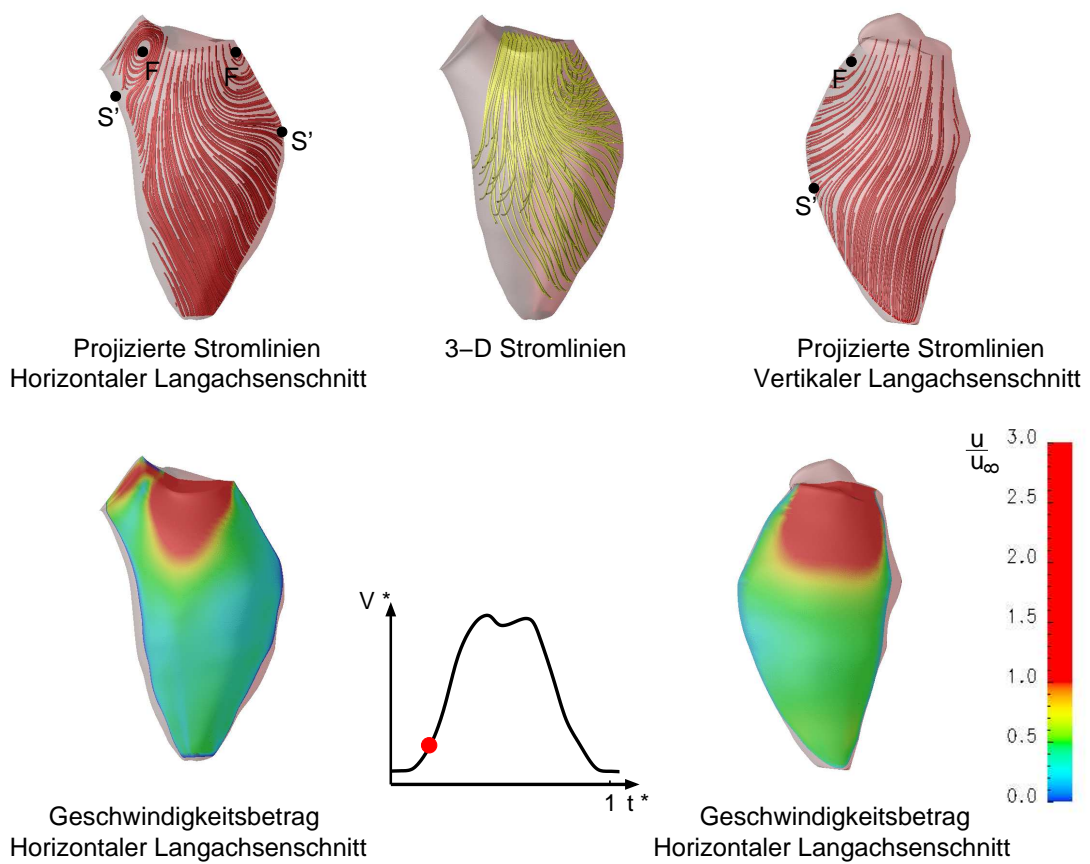 F
F
S'
S'
F
S'
Projizierte Stromlinien
Horizontaler Langachsenschnitt
3–D Stromlinien
Projizierte Stromlinien
Vertikaler Langachsenschnitt
u
u∞
3.0
2.5
2.0
1.5
1.0
0.5
0.0
V *
1 t *
Geschwindigkeitsbetrag
Horizontaler Langachsenschnitt
Geschwindigkeitsbetrag
Horizontaler Langachsenschnitt